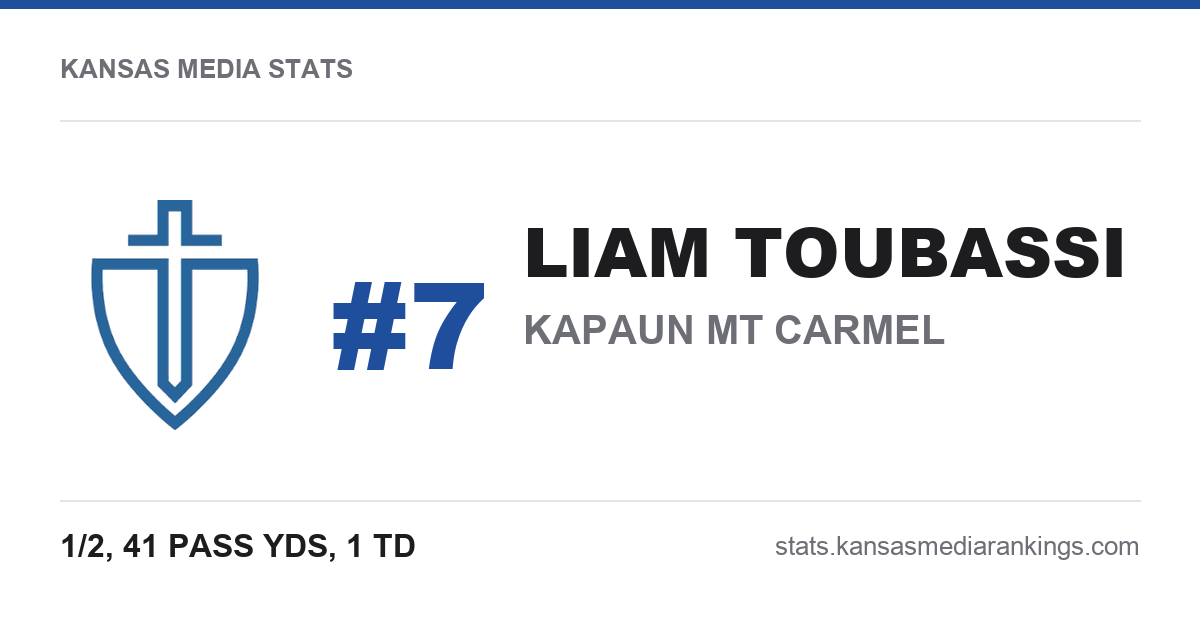 KANSAS MEDIA STATS
#7
LIAM TOUBASSI
KAPAUN MT CARMEL
1/2, 41 PASS YDS, 1 TD
stats.kansasmediarankings.com